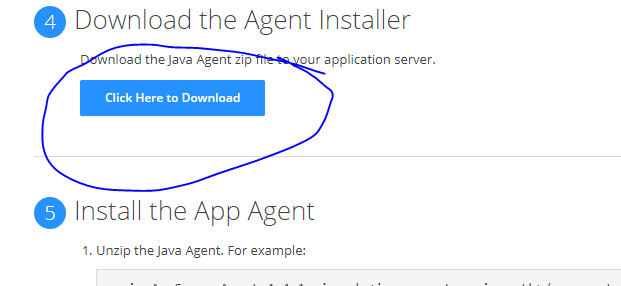 4 Download the Agent Installer
Download the Java Agent zip file to your application server.
Click Here to Download
5 Install the App Agent
1. Unzip the Java Agent. For example: